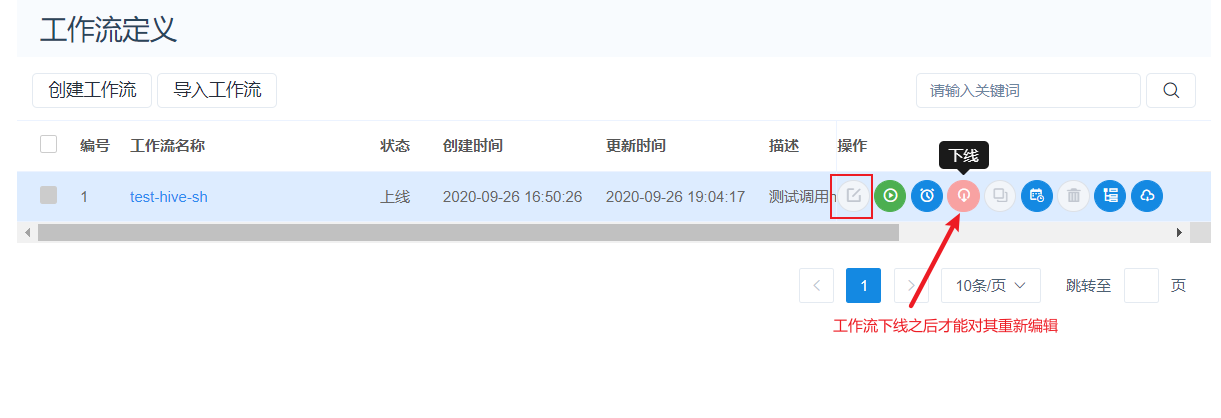 工作流定义
创建工作流 导入工作流 请输入关键词
编号 工作流名称 状态 创建时间 更新时间 描述 操作
下线
1 test-hive-sh 上线 2020-09-26 16:50:26 2020-09-26 19:04:17 测试调用
1 10条/页 跳转至 页
工作流下线之后才能对其重新编辑